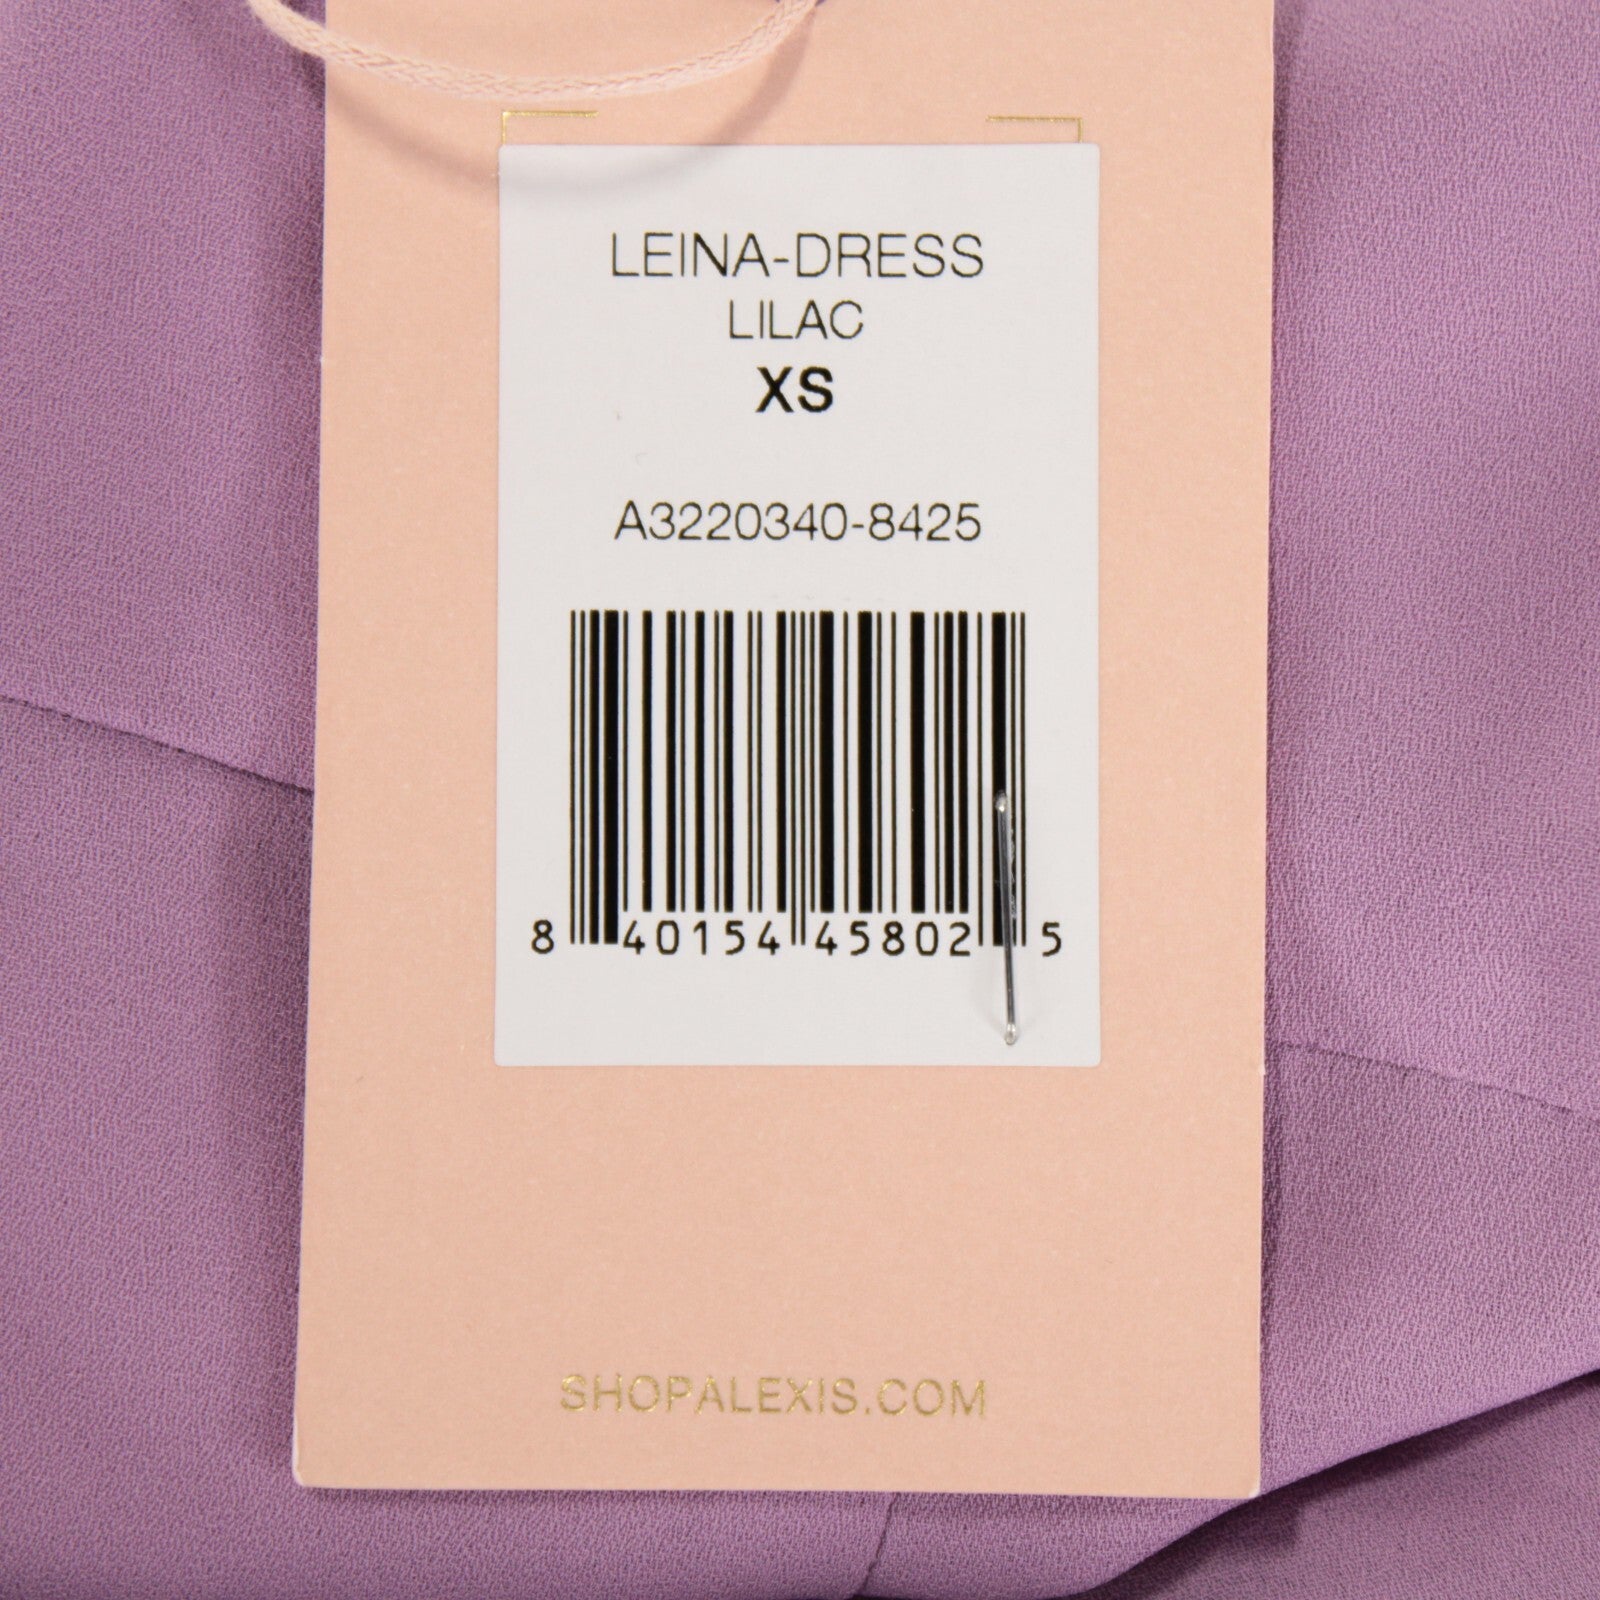 LEINA-DRESS
LILAC
XS
A3220340-8425
8 40154 45802 5
SHOPALEXIS.COM